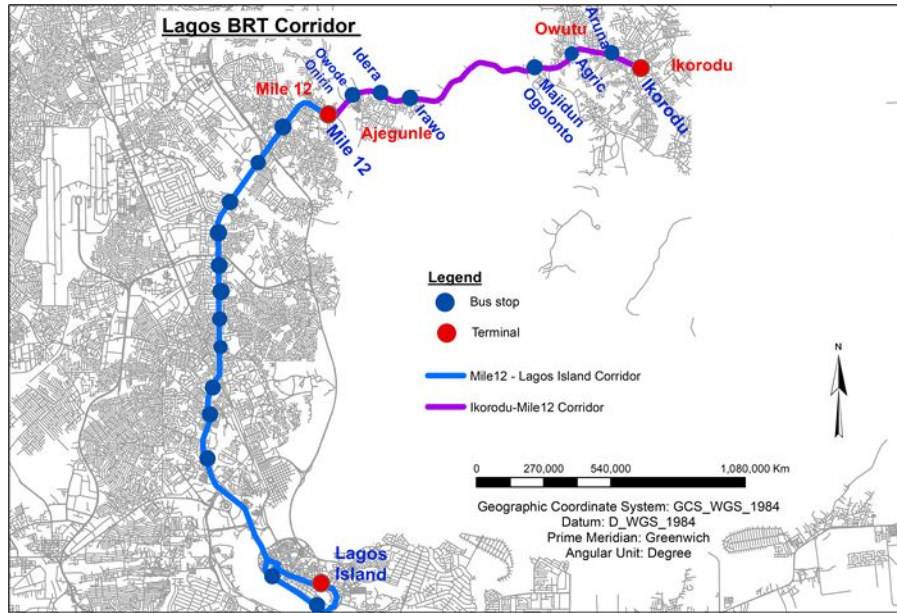 Lagos BRT Corridor
Mile 12
Mile 12
Owode
Onirin
Idera
Ajegunle
Irawo
Majidun
Ogolonto
Owutu
Agric
Aruna
Ikorodu
Ikorodu
Legend
Bus stop
Terminal
Mile12 - Lagos Island Corridor
Ikorodu-Mile12 Corridor
N
0 270,000 540,000 1,080,000 Km
Geographic Coordinate System: GCS_WGS_1984
Datum: D_WGS_1984
Prime Meridian: Greenwich
Angular Unit: Degree
Lagos
Island